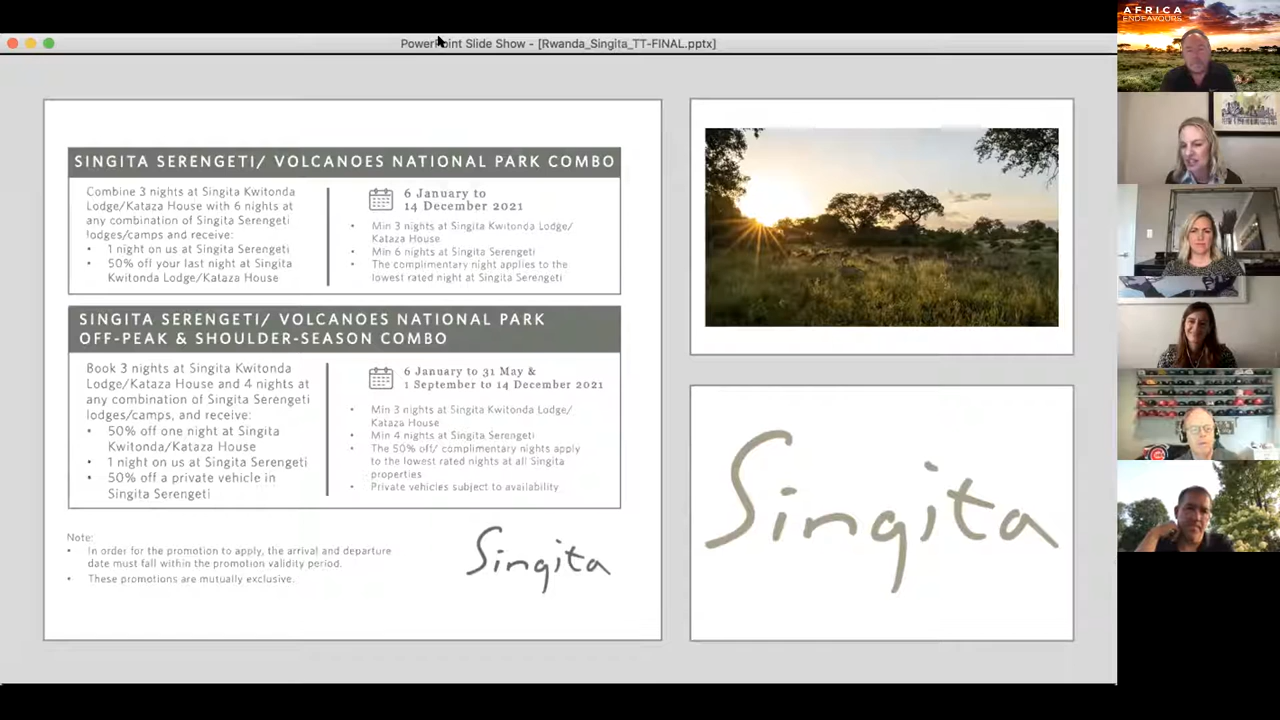 PowerPoint Slide Show - [Rwanda_Singita_TT-FINAL.pptx]
SINGITA SERENGETI/ VOLCANOES NATIONAL PARK COMBO
Combine 3 nights at Singita Kwitonda
Lodge/Kataza House with 6 nights at
any combination of Singita Serengeti
lodges/camps and receive:
• 1 night on us at Singita Serengeti
• 50% off your last night at Singita
Kwitonda Lodge/Kataza House
6 January to
14 December 2021
• Min 3 nights at Singita Kwitonda Lodge/
Kataza House
• Min 6 nights at Singita Serengeti
• The complimentary night applies to the
lowest rated night at Singita Serengeti
SINGITA SERENGETI/ VOLCANOES NATIONAL PARK
OFF-PEAK & SHOULDER-SEASON COMBO
Book 3 nights at Singita Kwitonda
Lodge/Kataza House and 4 nights at
any combination of Singita Serengeti
lodges/camps, and receive:
• 50% off one night at Singita
Kwitonda/Kataza House
• 1 night on us at Singita Serengeti
• 50% off a private vehicle in
Singita Serengeti
6 January to 31 May &
1 September to 14 December 2021
• Min 3 nights at Singita Kwitonda Lodge/
Kataza House
• Min 4 nights at Singita Serengeti
• The 50% off/ complimentary nights apply
to the lowest rated nights at all Singita
properties
• Private vehicles subject to availability
Note:
• In order for the promotion to apply, the arrival and departure
date must fall within the promotion validity period.
• These promotions are mutually exclusive.
Singita
Singita
AFRICA
ENDEAVOURS